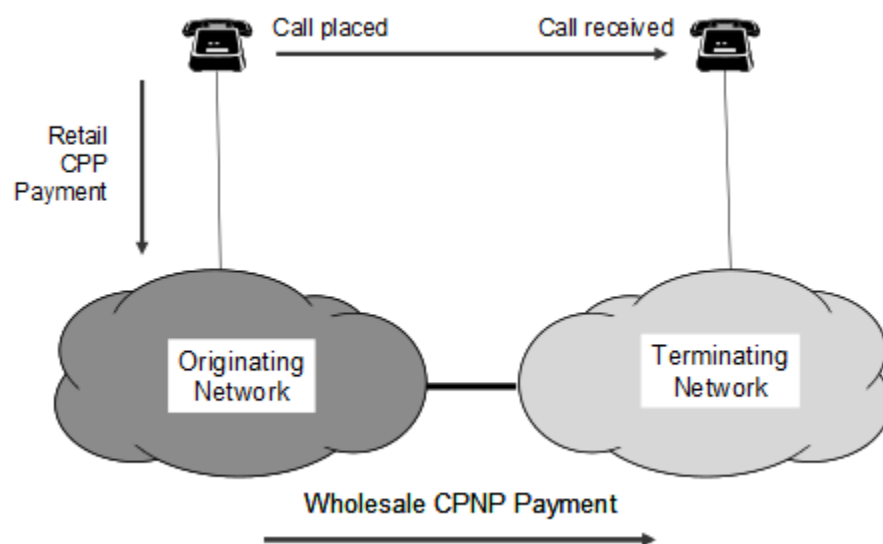 Call placed
Call received
Retail
CPP
Payment
Originating
Network
Terminating
Network
Wholesale CPNP Payment